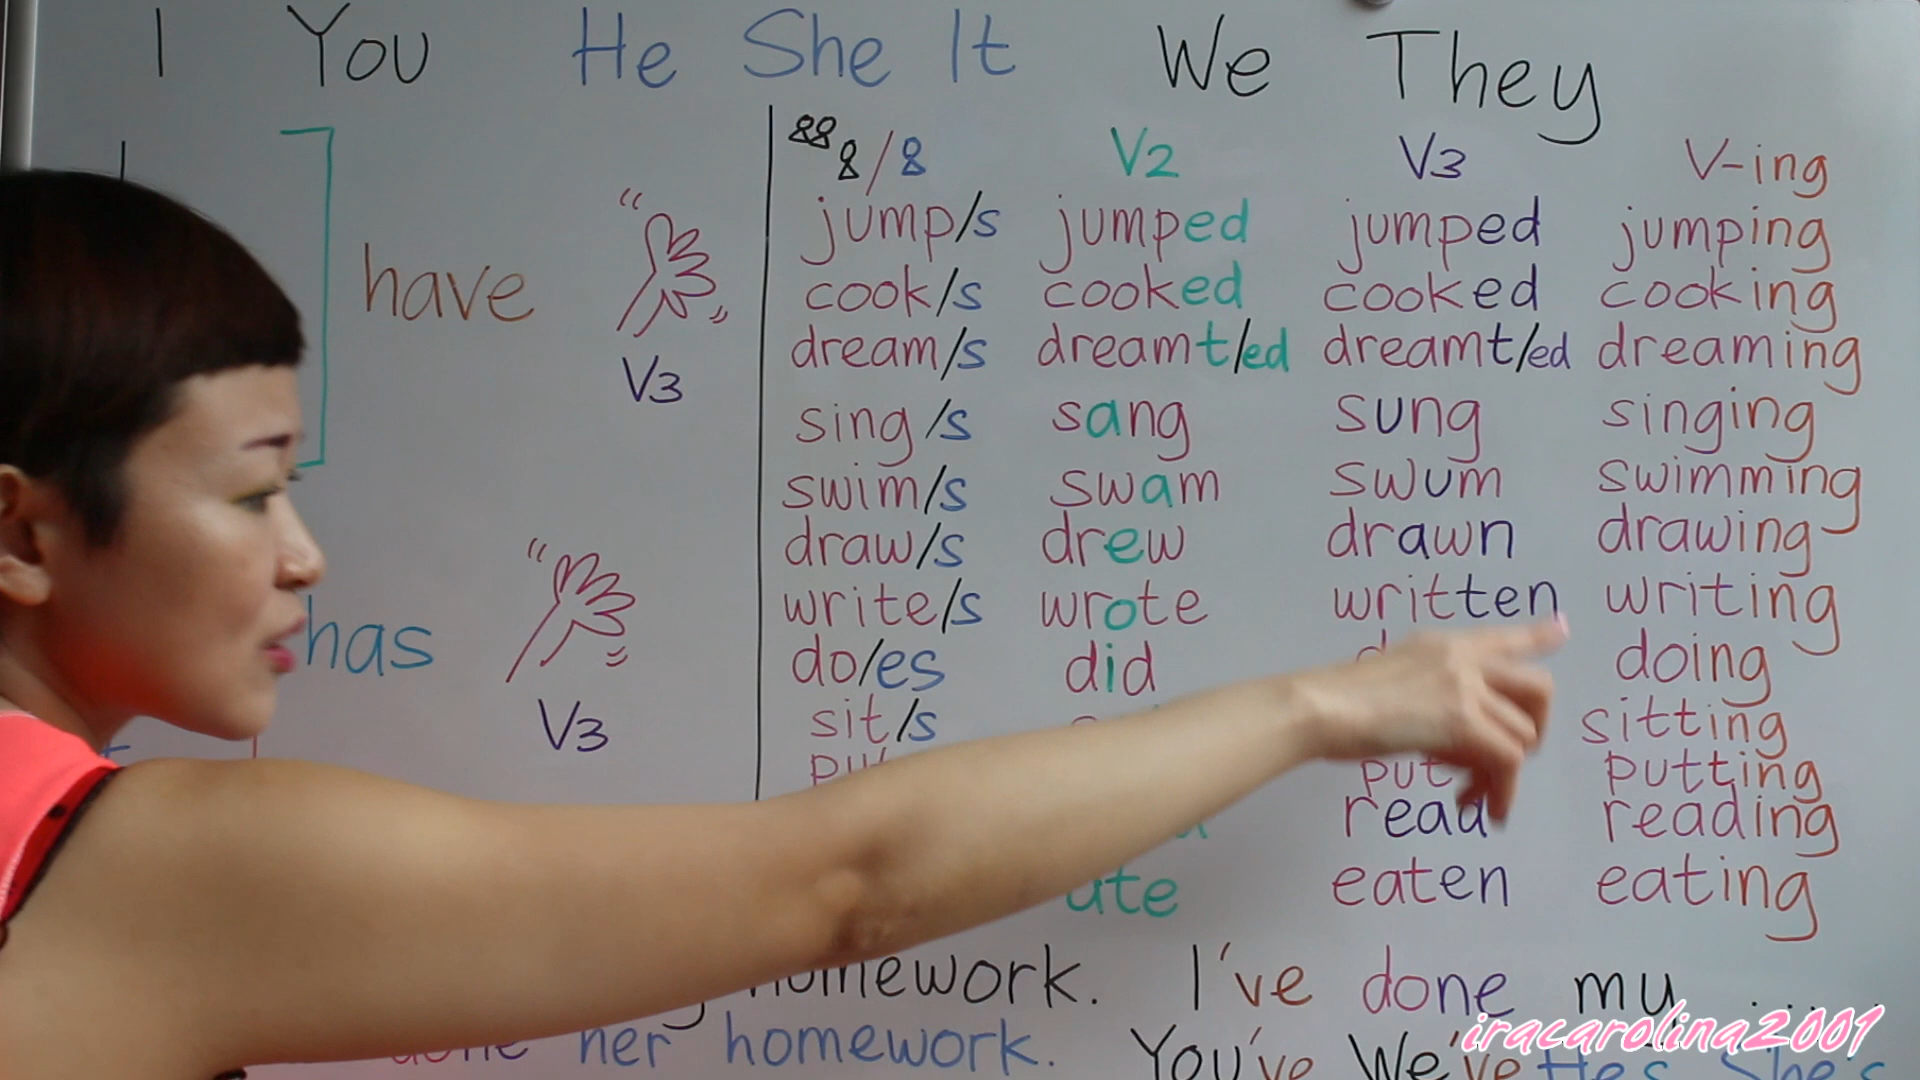 I You He She It We They
8/8 V2 V3 V-ing
jump/s jumped jumped jumping
have cook/s cooked cooked cooking
V3 dream/s dreamt/ed dreamt/ed dreaming
sing/s sang sung singing
swim/s swam swum swimming
draw/s drew drawn drawing
has write/s wrote written writing
do/es did doing
V3 sit/s sitting
put putting
read reading
ate eaten eating
homework. I've done my ....
done her homework. You've We've He's She's
iracarolina2001